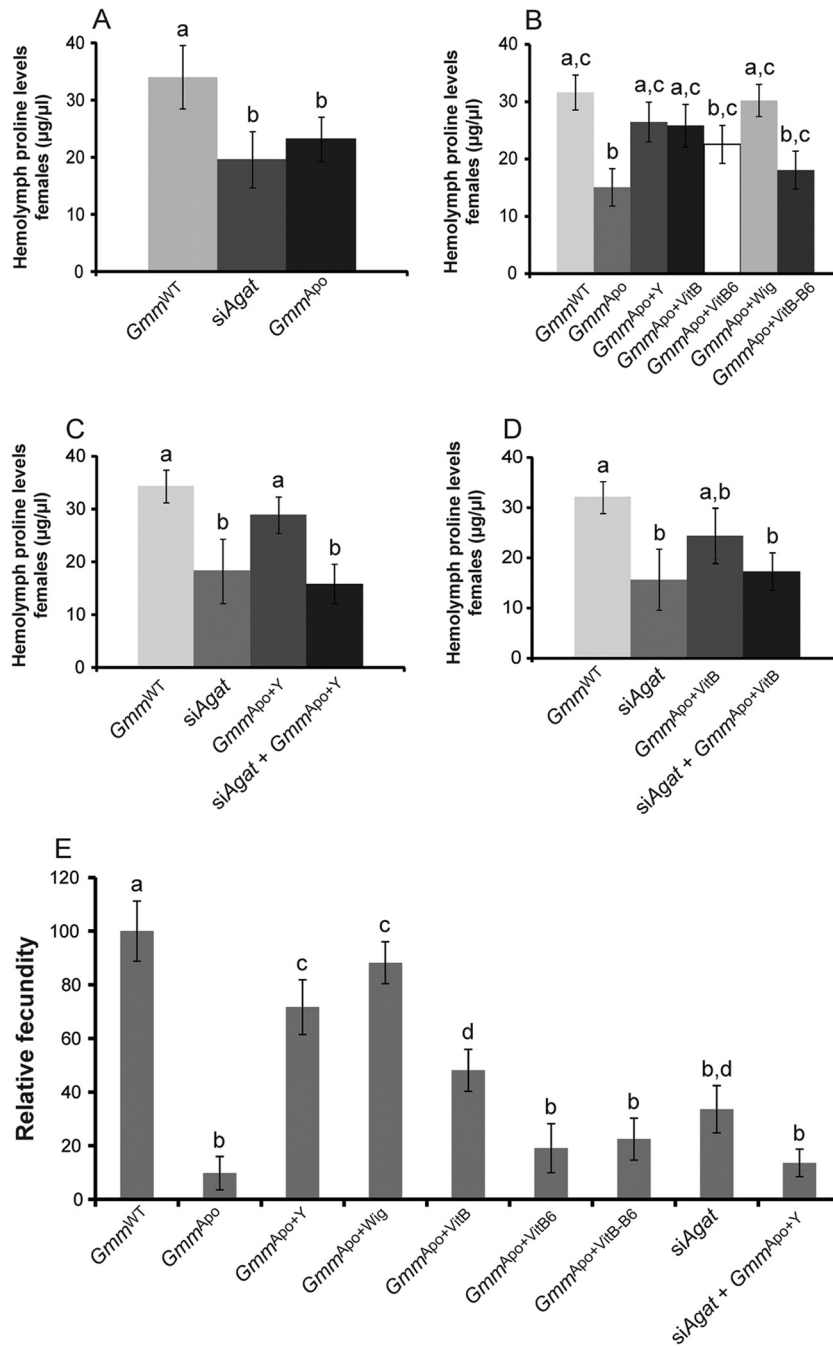 A
Hemolymph proline levels
females (µg/µl)
40
30
20
10
0
a
b
b
GmmWT
siAgat
GmmApo
B
Hemolymph proline levels
females (µg/µl)
40
30
20
10
0
a,c
b
a,c
a,c
b,c
a,c
b,c
GmmWT
GmmApo
GmmApo+Y
GmmApo+VitB
GmmApo+VitB6
GmmApo+Wig
GmmApo+VitB-B6
C
Hemolymph proline levels
females (µg/µl)
40
30
20
10
0
a
b
a
b
GmmWT
siAgat
GmmApo+Y
siAgat + GmmApo+Y
D
Hemolymph proline levels
females (µg/µl)
40
30
20
10
0
a
b
a,b
b
GmmWT
siAgat
GmmApo+VitB
siAgat + GmmApo+VitB
E
Relative fecundity
120
100
80
60
40
20
0
a
b
c
c
d
b
b
b,d
b
GmmWT
GmmApo
GmmApo+Y
GmmApo+Wig
GmmApo+VitB
GmmApo+VitB6
GmmApo+VitB-B6
siAgat
siAgat + GmmApo+Y